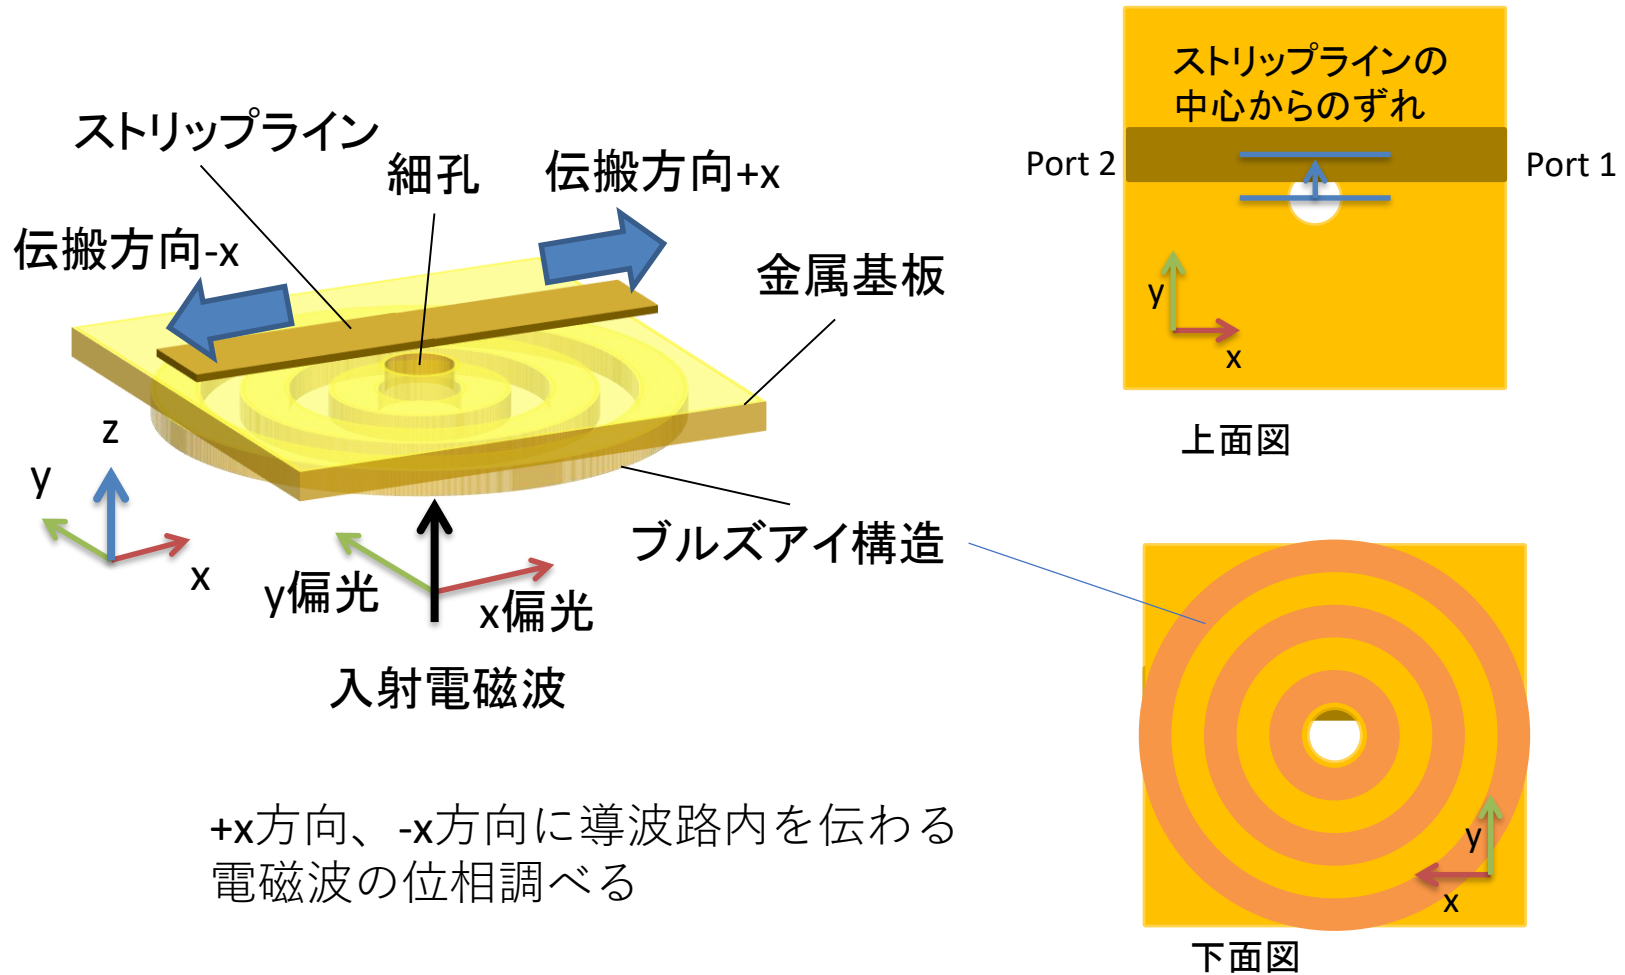 ストリップライン
細孔
伝搬方向+x
伝搬方向-x
金属基板
z
y
x
y偏光
x偏光
入射電磁波
ブルズアイ構造
+x方向、-x方向に導波路内を伝わる
電磁波の位相調べる
ストリップラインの
中心からのずれ
Port 2
Port 1
y
x
上面図
y
x
下面図